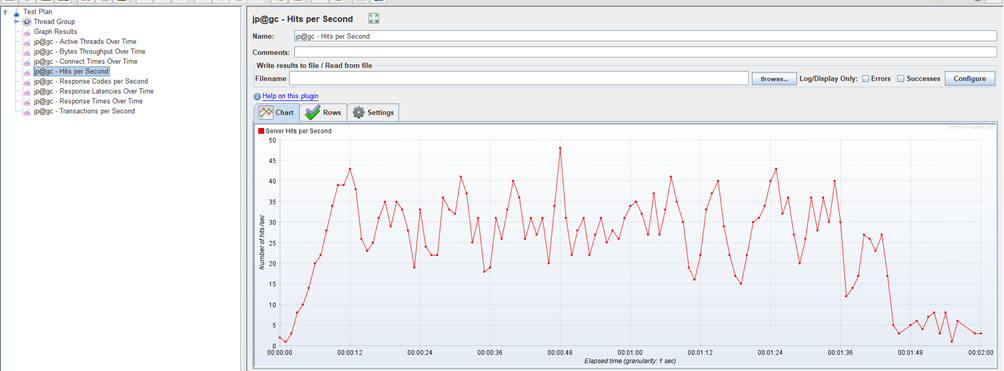 Test Plan
Thread Group
Graph Results
jp@gc - Active Threads Over Time
jp@gc - Bytes Throughput Over Time
jp@gc - Connect Times Over Time
jp@gc - Hits per Second
jp@gc - Response Codes per Second
jp@gc - Response Latencies Over Time
jp@gc - Response Times Over Time
jp@gc - Transactions per Second
jp@gc - Hits per Second
Name: jp@gc - Hits per Second
Comments:
Write results to file / Read from file
Filename Browse... Log/Display Only: Errors Successes Configure
Help on this plugin
Chart Rows Settings
Server Hits per Second
jmeter-plugins.org
50
45
40
35
30
25
20
15
10
5
0
Number of hits /sec
00:00:00 00:00:12 00:00:24 00:00:36 00:00:48 00:01:00 00:01:12 00:01:24 00:01:36 00:01:48 00:02:00
Elapsed time (granularity: 1 sec)